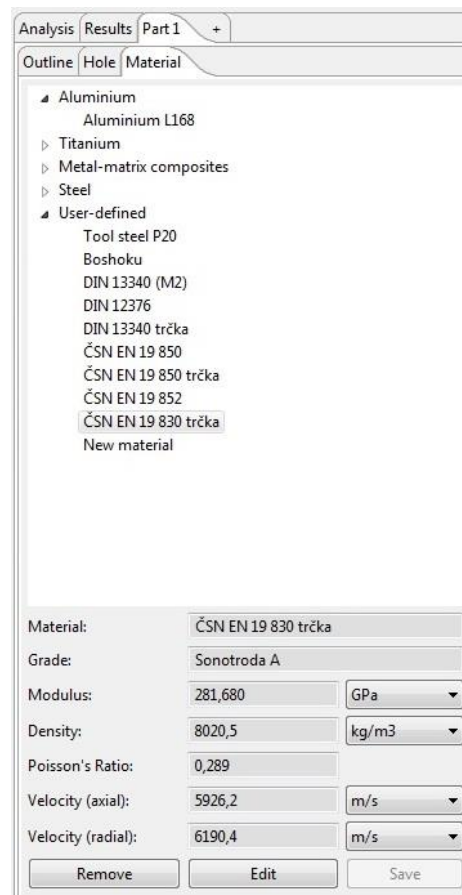 Analysis Results Part 1 +
Outline Hole Material
Aluminium
Aluminium L168
Titanium
Metal-matrix composites
Steel
User-defined
Tool steel P20
Boshoku
DIN 13340 (M2)
DIN 12376
DIN 13340 trčka
ČSN EN 19 850
ČSN EN 19 850 trčka
ČSN EN 19 852
ČSN EN 19 830 trčka
New material
Material: ČSN EN 19 830 trčka
Grade: Sonotroda A
Modulus: 281,680 GPa
Density: 8020,5 kg/m3
Poisson's Ratio: 0,289
Velocity (axial): 5926,2 m/s
Velocity (radial): 6190,4 m/s
Remove Edit Save